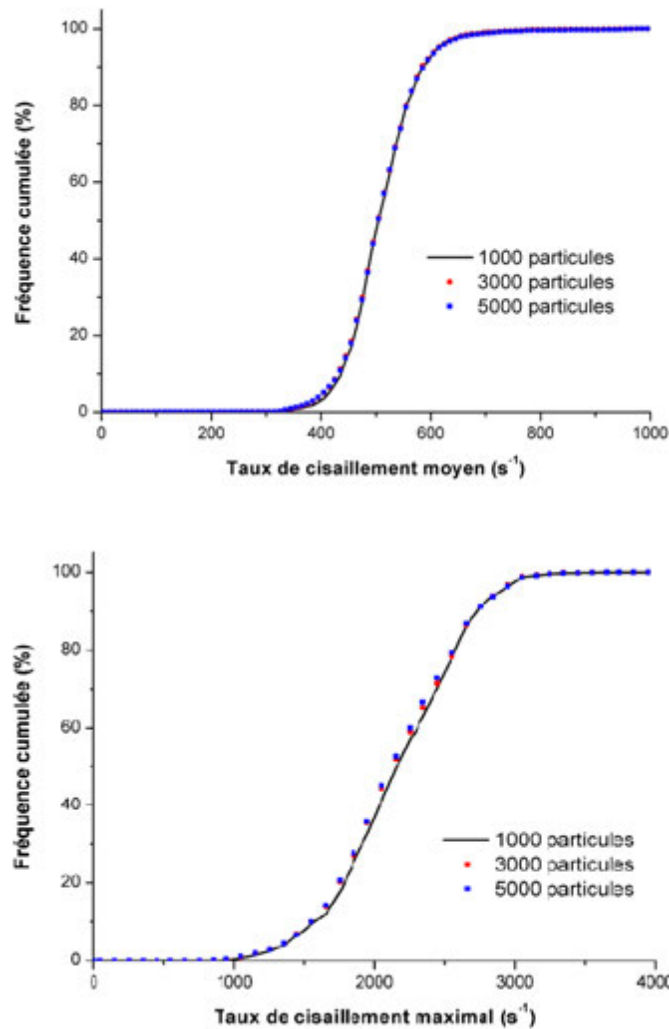 100
80
60
40
20
0
Fréquence cumulée (%)
1000 particules
3000 particules
5000 particules
0 200 400 600 800 1000
Taux de cisaillement moyen (s⁻¹)
100
80
60
40
20
0
Fréquence cumulée (%)
1000 particules
3000 particules
5000 particules
0 1000 2000 3000 4000
Taux de cisaillement maximal (s⁻¹)